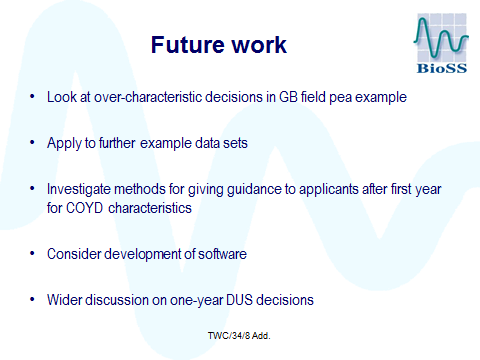 Future work
BioSS
• Look at over-characteristic decisions in GB field pea example
• Apply to further example data sets
• Investigate methods for giving guidance to applicants after first year
for COYD characteristics
• Consider development of software
• Wider discussion on one-year DUS decisions
TWC/34/8 Add.